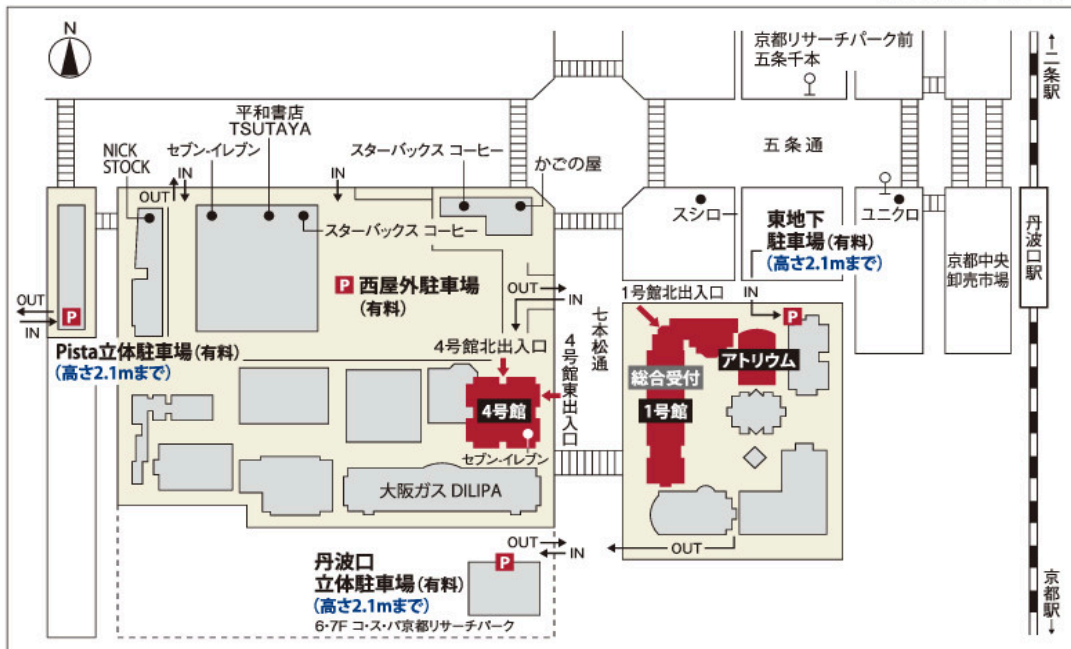 N
京都リサーチパーク前
五条千本
↑二条駅
平和書店
TSUTAYA
NICK
STOCK
セブン-イレブン
スターバックス コーヒー
かごの屋
五条通
IN
IN
OUT
スターバックス コーヒー
スシロー
東地下
駐車場(有料)
(高さ2.1mまで)
ユニクロ
京都中央
卸売市場
丹波口駅
P 西屋外駐車場
(有料)
OUT
IN
1号館北出入口
IN
P
OUT
IN
P
七本松通
Pista立体駐車場(有料)
(高さ2.1mまで)
4号館北出入口
4号館東出入口
アトリウム
総合受付
1号館
4号館
セブン-イレブン
大阪ガス DILIPA
OUT
IN
OUT
丹波口
立体駐車場(有料)
(高さ2.1mまで)
6・7F コ・ス・パ京都リサーチパーク
P
京都駅↓